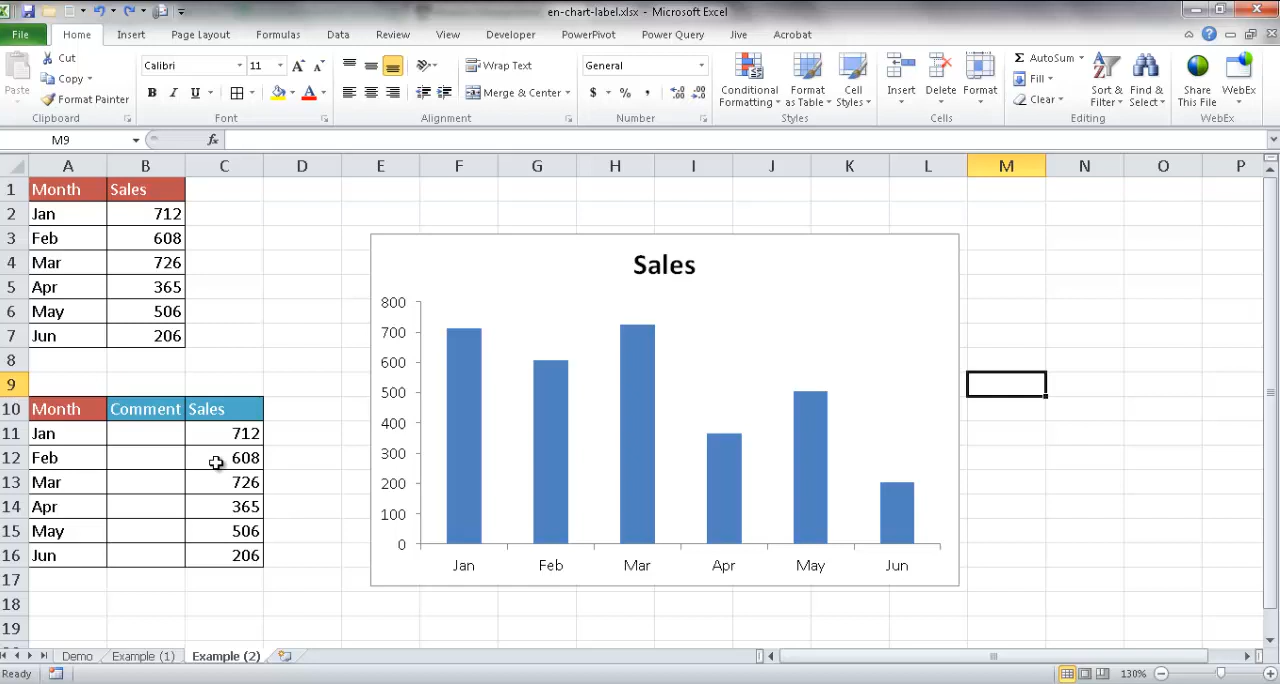 en-chart-label.xlsx - Microsoft Excel
File Home Insert Page Layout Formulas Data Review View Developer PowerPivot Power Query Jive Acrobat
Paste
Cut
Copy
Format Painter
Clipboard
Calibri 11
B I U
Font
Wrap Text
Merge & Center
Alignment
General
$ % ,
Number
Conditional Formatting
Format as Table
Cell Styles
Styles
Insert Delete Format
Cells
AutoSum
Fill
Clear
Sort & Filter
Find & Select
Editing
Share This File
WebEx
WebEx
M9 fx
A B C D E F G H I J K L M N O P
1 Month Sales
2 Jan 712
3 Feb 608
4 Mar 726
5 Apr 365
6 May 506
7 Jun 206
8
9
10 Month Comment Sales
11 Jan 712
12 Feb 608
13 Mar 726
14 Apr 365
15 May 506
16 Jun 206
17
18
19
Sales
800
700
600
500
400
300
200
100
0
Jan Feb Mar Apr May Jun
Demo Example (1) Example (2)
Ready 130%